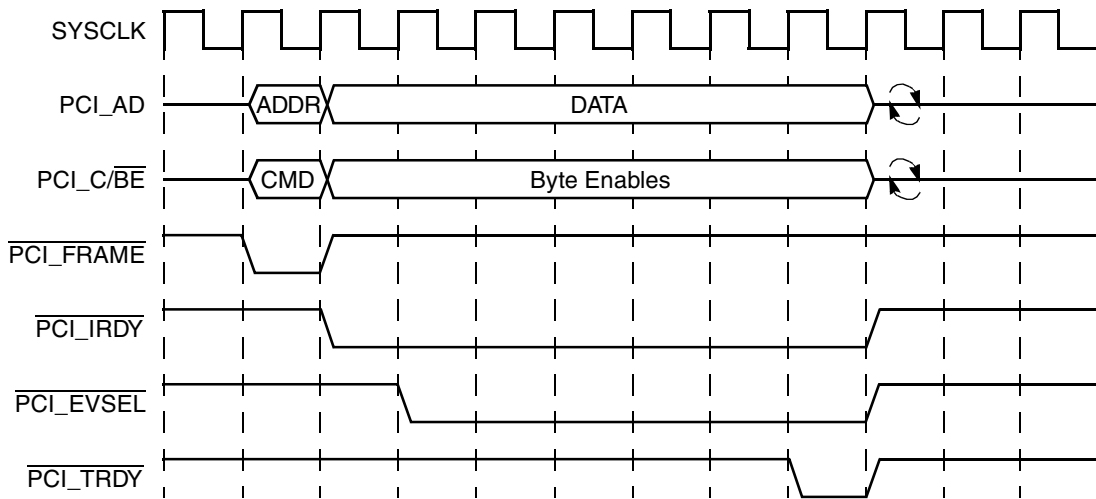 SYSCLK
PCI_AD ADDR DATA
PCI_C/BE CMD Byte Enables
PCI_FRAME
PCI_IRDY
PCI_EVSEL
PCI_TRDY